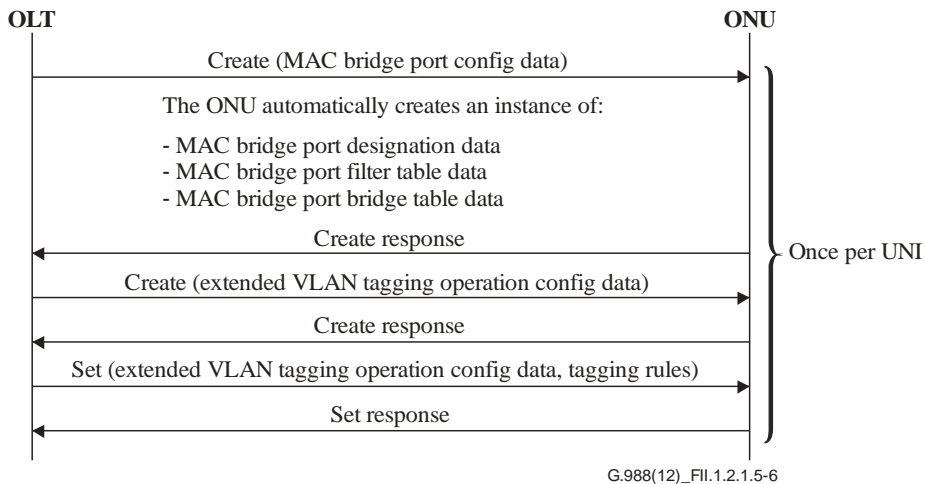 OLT
ONU
Create (MAC bridge port config data)
The ONU automatically creates an instance of:
- MAC bridge port designation data
- MAC bridge port filter table data
- MAC bridge port bridge table data
Create response
Once per UNI
Create (extended VLAN tagging operation config data)
Create response
Set (extended VLAN tagging operation config data, tagging rules)
Set response
G.988(12)_FII.1.2.1.5-6